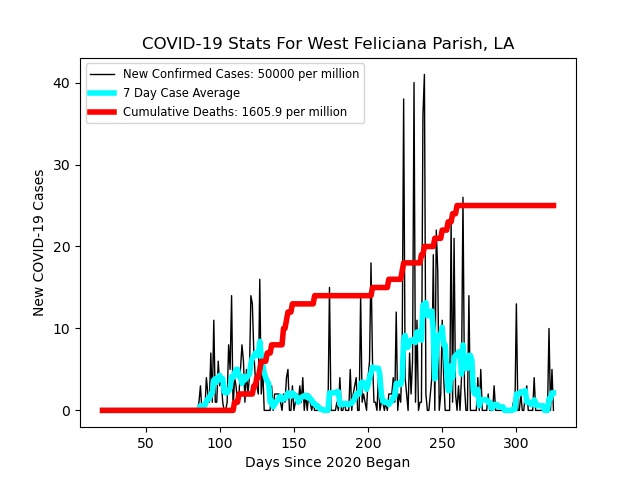 COVID-19 Stats For West Feliciana Parish, LA
New Confirmed Cases: 50000 per million
7 Day Case Average
Cumulative Deaths: 1605.9 per million
New COVID-19 Cases
40
30
20
10
0
50 100 150 200 250 300
Days Since 2020 Began